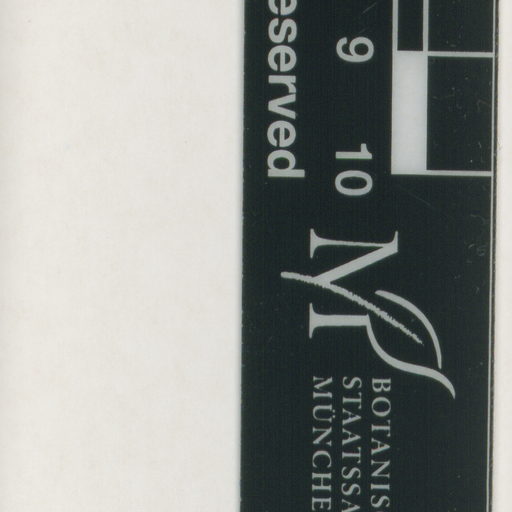 eserved
9 10
BOTANIS
STAATSSA
MÜNCHE